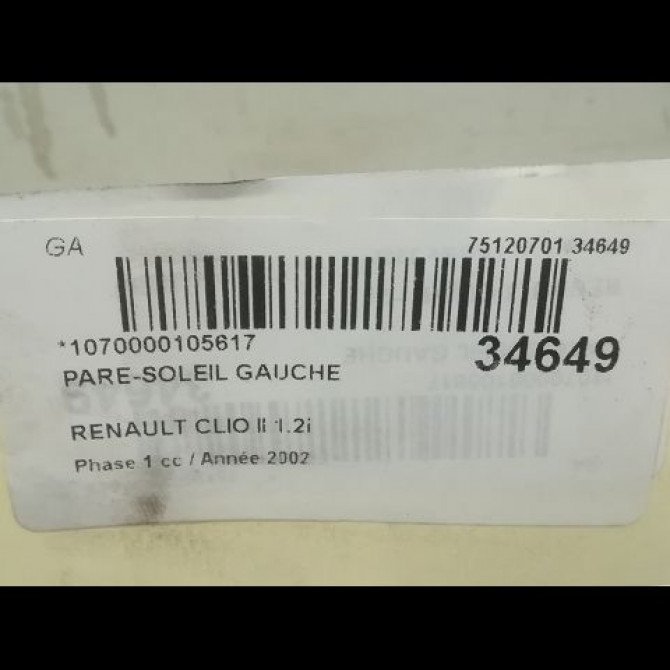 GA
75120701 34649
*1070000105617
34649
PARE-SOLEIL GAUCHE
RENAULT CLIO II 1.2i
Phase 1 cc / Année 2002